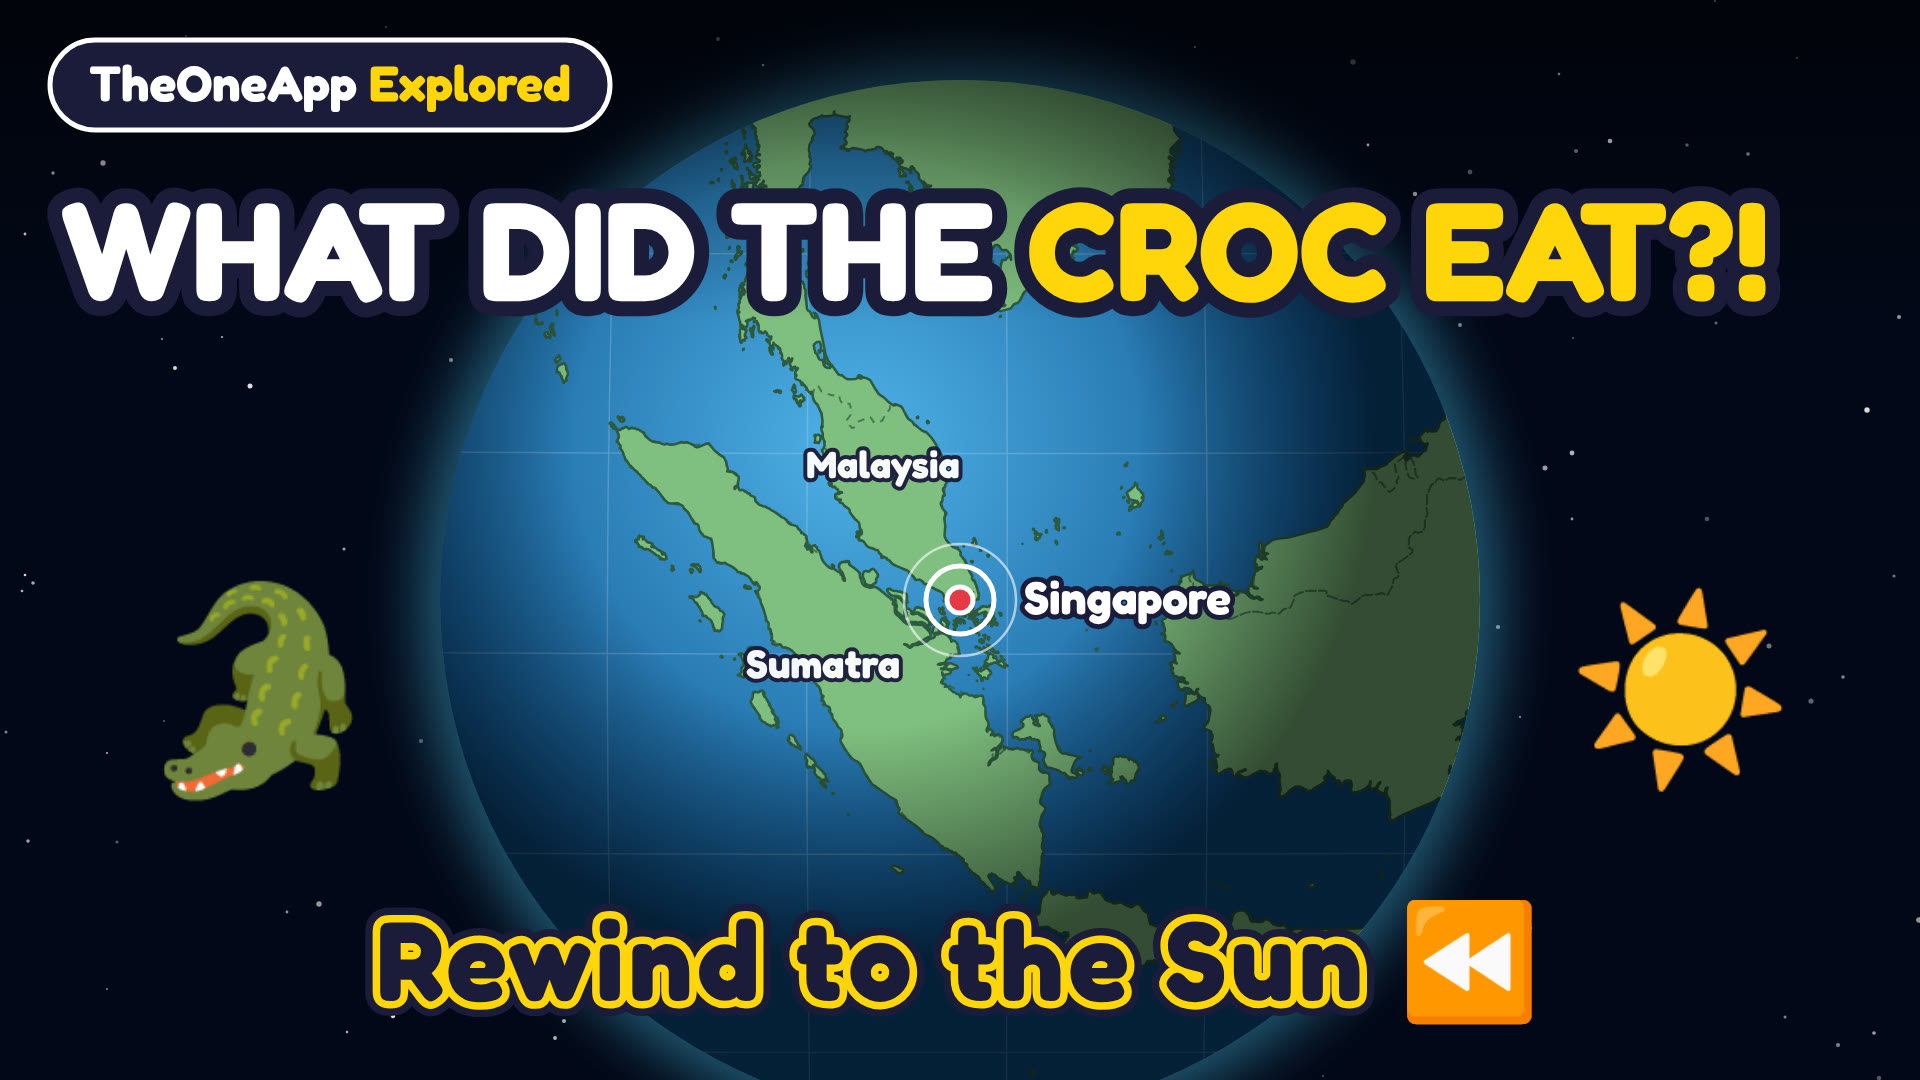 TheOneApp Explored
WHAT DID THE CROC EAT?!
Malaysia
Singapore
Sumatra
Rewind to the Sun